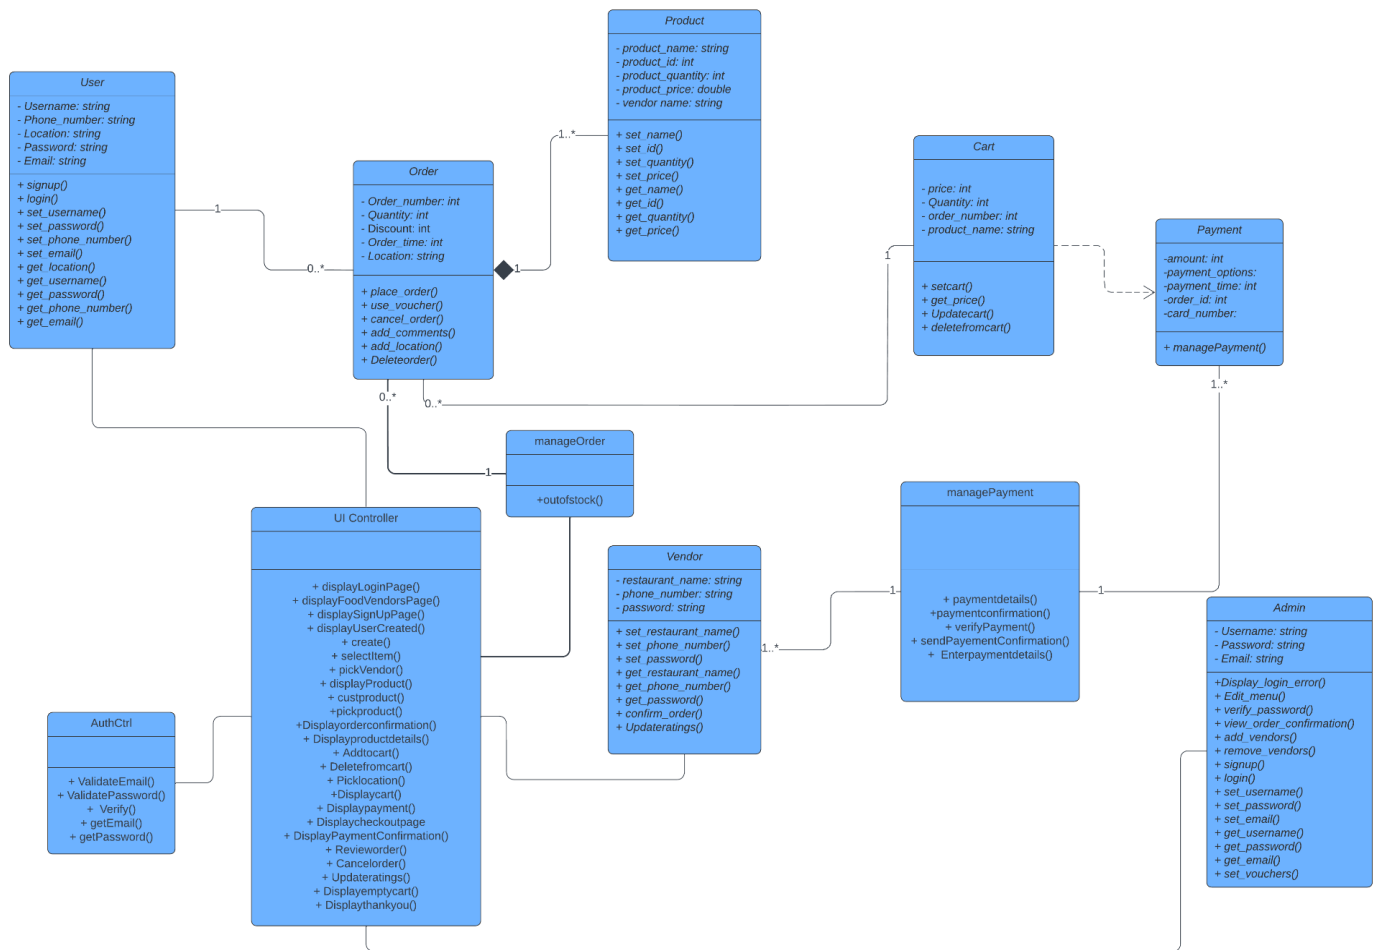 Product
- product_name: string
- product_id: int
- product_quantity: int
- product_price: double
- vendor name: string
+ set_name()
+ set_id()
+ set_quantity()
+ set_price()
+ get_name()
+ get_id()
+ get_quantity()
+ get_price()
User
- Username: string
- Phone_number: string
- Location: string
- Password: string
- Email: string
+ signup()
+ login()
+ set_username()
+ set_password()
+ set_phone_number()
+ set_email()
+ get_location()
+ get_username()
+ get_password()
+ get_phone_number()
+ get_email()
1
0..*
Order
- Order_number: int
- Quantity: int
- Discount: int
- Order_time: int
- Location: string
+ place_order()
+ use_voucher()
+ cancel_order()
+ add_comments()
+ add_location()
+ Deleteorder()
1
1..*
Cart
- price: int
- Quantity: int
- order_number: int
- product_name: string
+ setcart()
+ get_price()
+ Updatecart()
+ deletefromcart()
1
0..*
Payment
-amount: int
-payment_options:
-payment_time: int
-order_id: int
-card_number:
+ managePayment()
1..*
0..*
1
manageOrder
+outofstock()
managePayment
+ paymentdetails()
+paymentconfirmation()
+ verifyPayment()
+ sendPayementConfirmation()
+ Enterpaymentdetails()
1
1
1..*
UI Controller
+ displayLoginPage()
+ displayFoodVendorsPage()
+ displaySignUpPage()
+ displayUserCreated()
+ create()
+ selectItem()
+ pickVendor()
+ displayProduct()
+ custproduct()
+pickproduct()
+Displayorderconfirmation()
+ Displayproductdetails()
+ Addtocart()
+ Deletefromcart()
+ Picklocation()
+Displaycart()
+ Displaypayment()
+ Displaycheckoutpage
+ DisplayPaymentConfirmation()
+ Revieworder()
+ Cancelorder()
+ Updateratings()
+ Displayemptycart()
+ Displaythankyou()
Vendor
- restaurant_name: string
- phone_number: string
- password: string
+ set_restaurant_name()
+ set_phone_number()
+ set_password()
+ get_restaurant_name()
+ get_phone_number()
+ get_password()
+ confirm_order()
+ Updateratings()
Admin
- Username: string
- Password: string
- Email: string
+Display_login_error()
+ Edit_menu()
+ verify_password()
+ view_order_confirmation()
+ add_vendors()
+ remove_vendors()
+ signup()
+ login()
+ set_username()
+ set_password()
+ set_email()
+ get_username()
+ get_password()
+ get_email()
+ set_vouchers()
AuthCtrl
+ ValidateEmail()
+ ValidatePassword()
+ Verify()
+ getEmail()
+ getPassword()